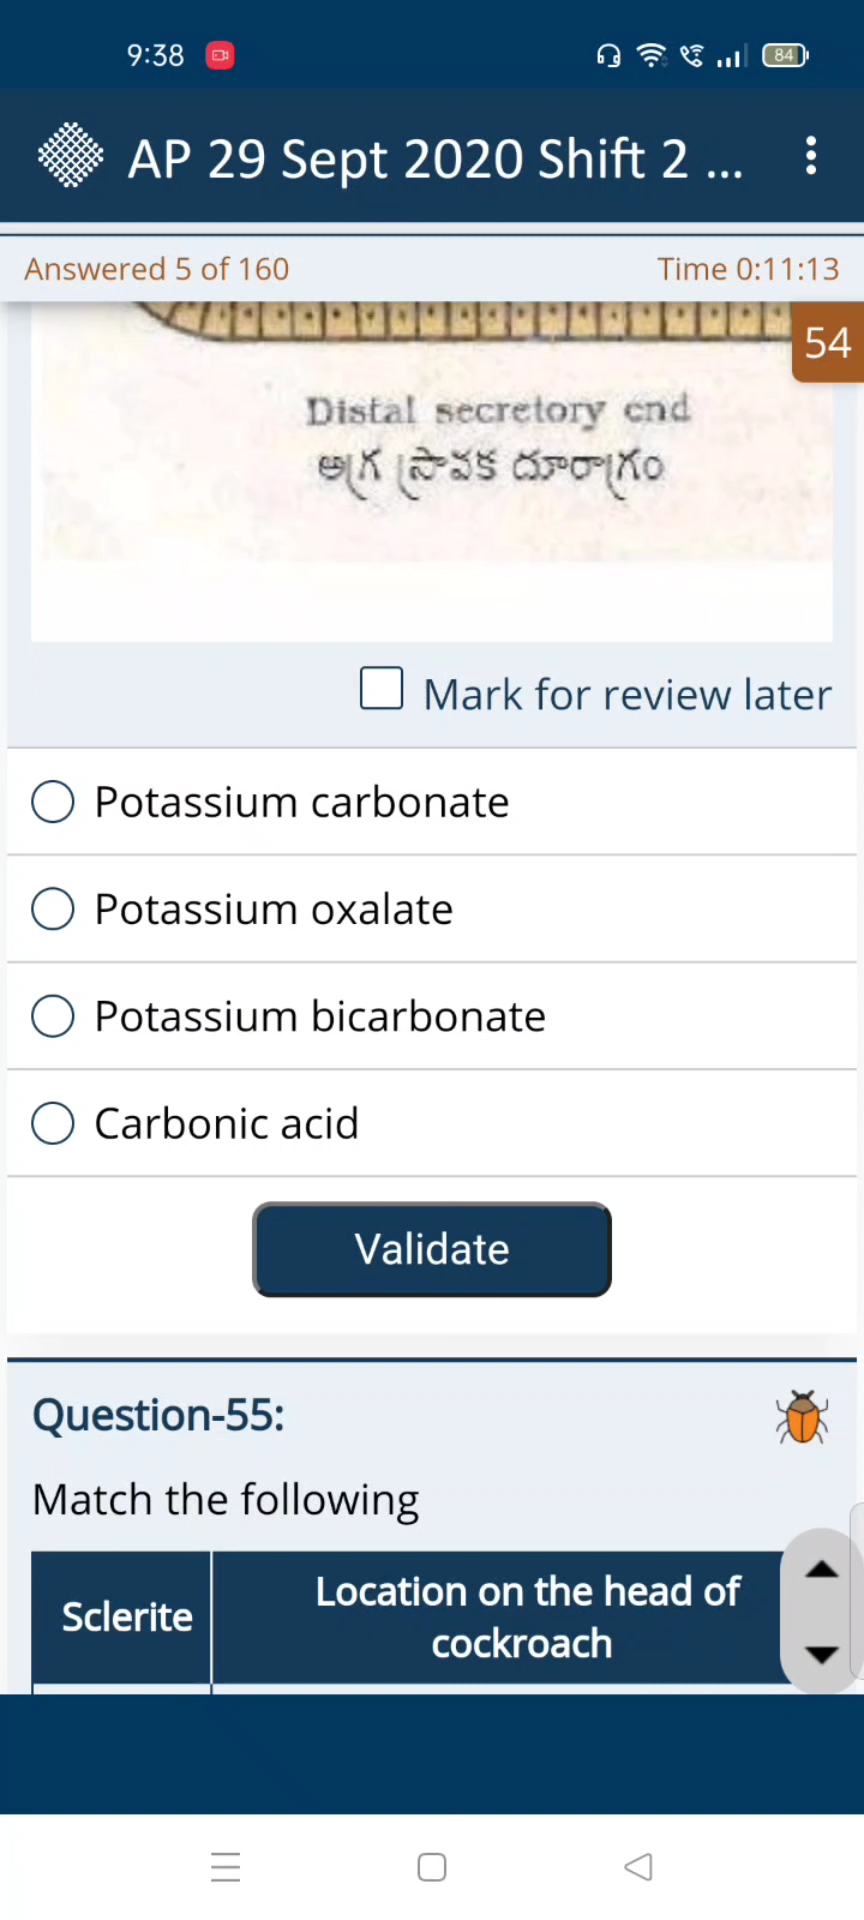 9:38
84
AP 29 Sept 2020 Shift 2 ...
Answered 5 of 160
Time 0:11:13
54
Distal secretory end
అగ్ర స్రావక దూరాగ్రం
Mark for review later
Potassium carbonate
Potassium oxalate
Potassium bicarbonate
Carbonic acid
Validate
Question-55:
Match the following
Sclerite
Location on the head of
cockroach